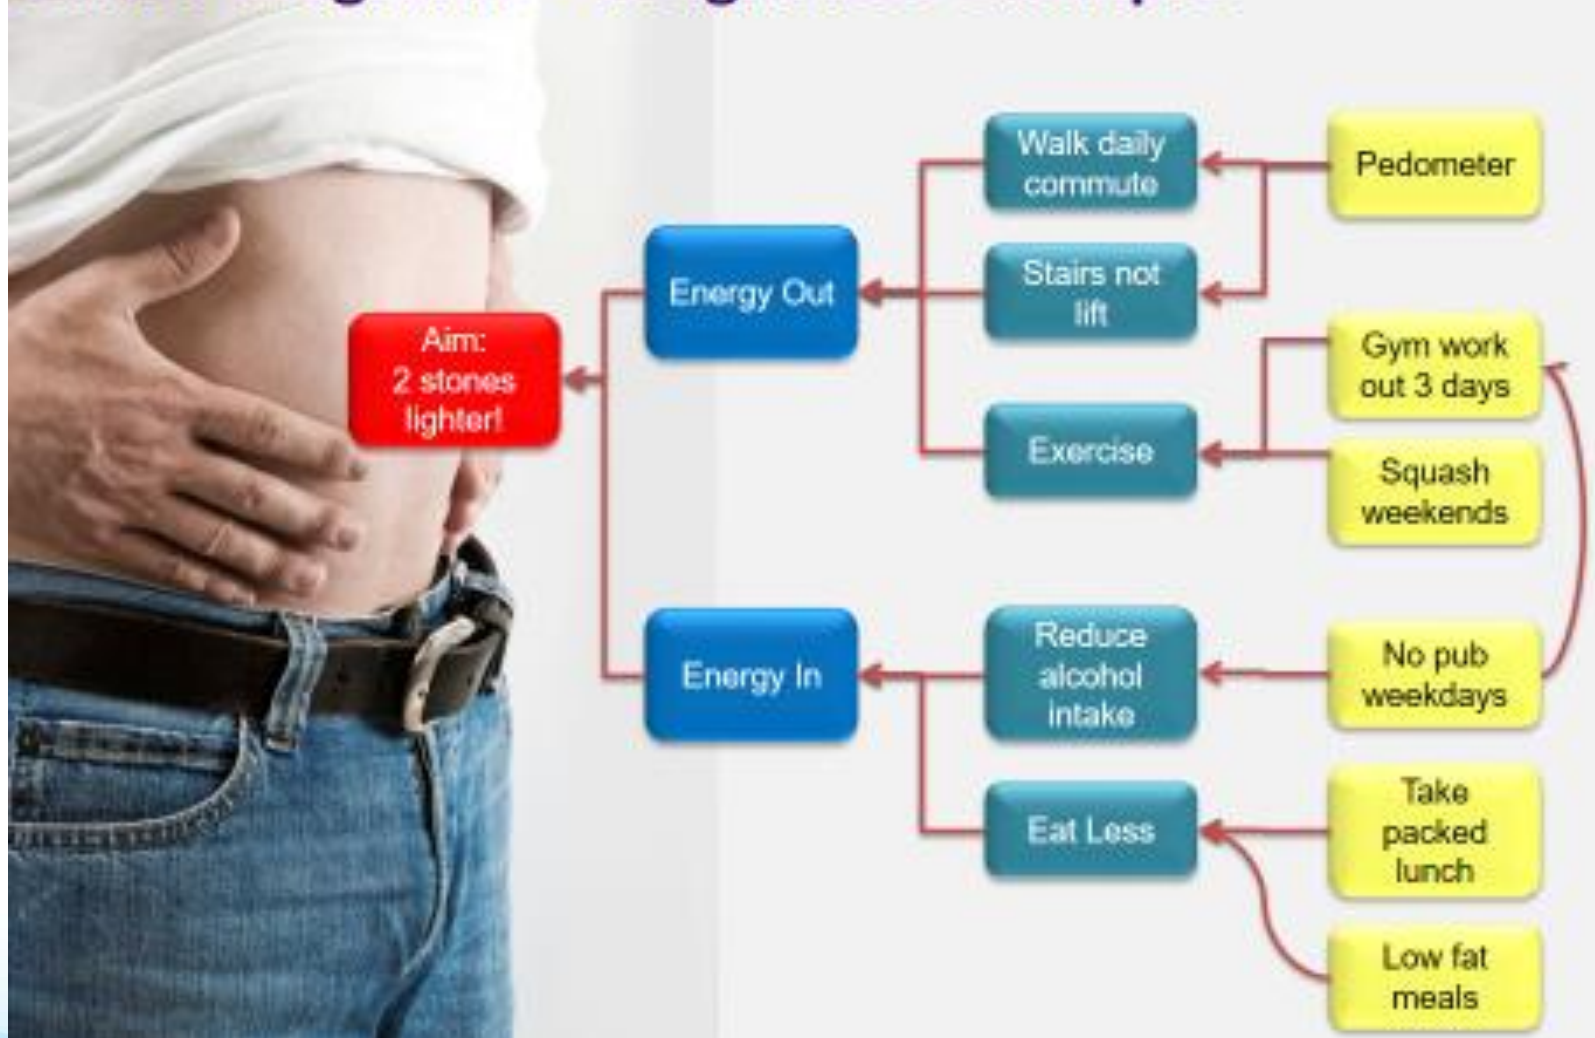 Walk daily
commute
Pedometer
Energy Out
Stairs not
lift
Aim:
2 stones
lighter!
Gym work
out 3 days
Exercise
Squash
weekends
Energy In
Reduce
alcohol
intake
No pub
weekdays
Eat Less
Take
packed
lunch
Low fat
meals